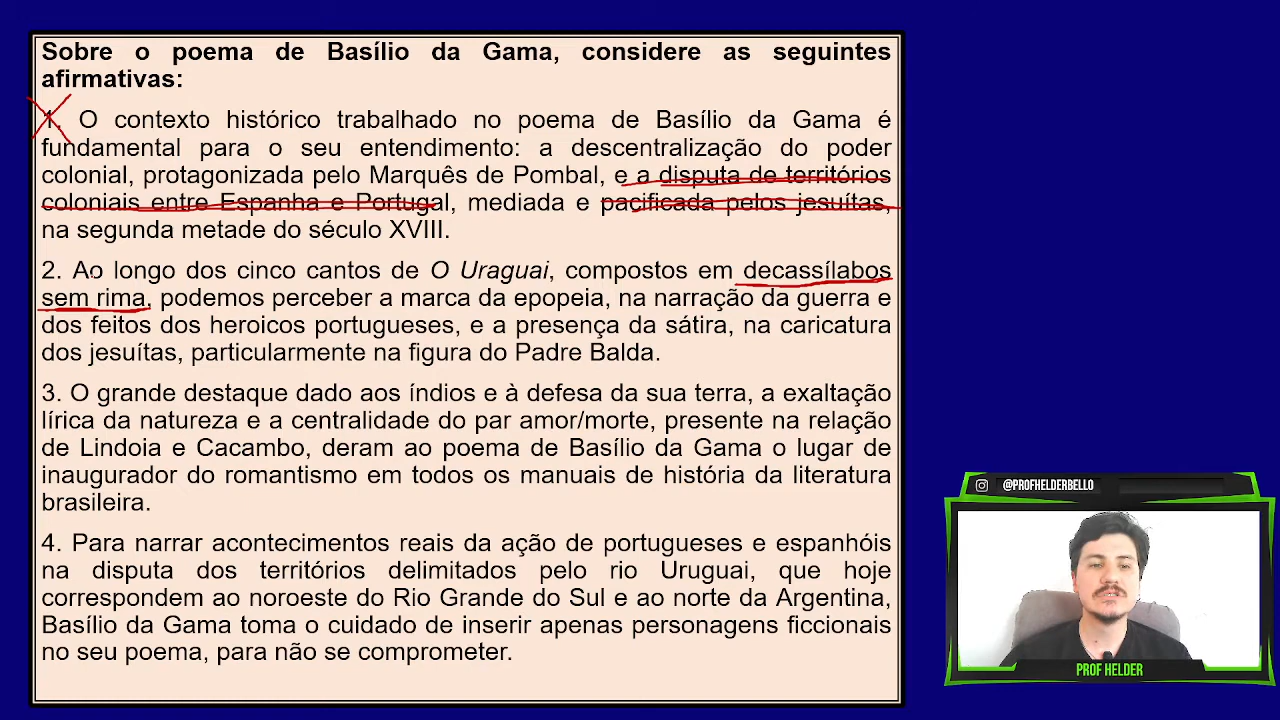 Sobre o poema de Basílio da Gama, considere as seguintes
afirmativas:
1. O contexto histórico trabalhado no poema de Basílio da Gama é
fundamental para o seu entendimento: a descentralização do poder
colonial, protagonizada pelo Marquês de Pombal, e a disputa de territórios
coloniais entre Espanha e Portugal, mediada e pacificada pelos jesuítas,
na segunda metade do século XVIII.
2. Ao longo dos cinco cantos de O Uraguai, compostos em decassílabos
sem rima, podemos perceber a marca da epopeia, na narração da guerra e
dos feitos dos heroicos portugueses, e a presença da sátira, na caricatura
dos jesuítas, particularmente na figura do Padre Balda.
3. O grande destaque dado aos índios e à defesa da sua terra, a exaltação
lírica da natureza e a centralidade do par amor/morte, presente na relação
de Lindoia e Cacambo, deram ao poema de Basílio da Gama o lugar de
inaugurador do romantismo em todos os manuais de história da literatura
brasileira.
4. Para narrar acontecimentos reais da ação de portugueses e espanhóis
na disputa dos territórios delimitados pelo rio Uruguai, que hoje
correspondem ao noroeste do Rio Grande do Sul e ao norte da Argentina,
Basílio da Gama toma o cuidado de inserir apenas personagens ficcionais
no seu poema, para não se comprometer.
@PROFHELDERBELLO
PROF HELDER